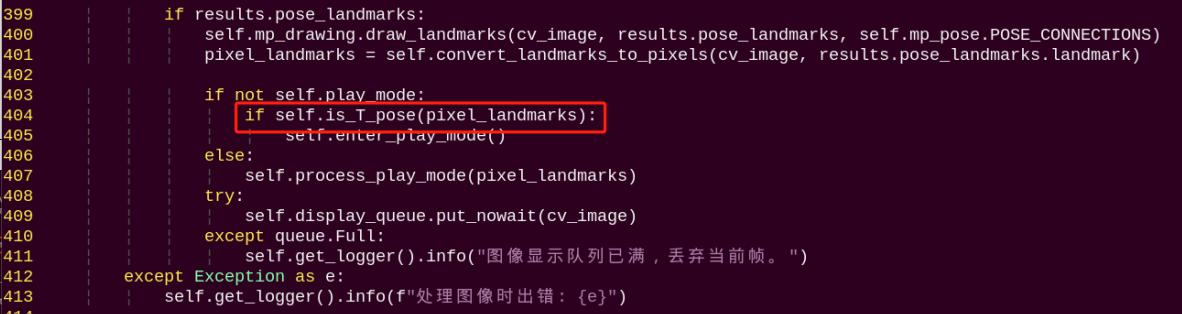 399 if results.pose_landmarks:
400 self.mp_drawing.draw_landmarks(cv_image, results.pose_landmarks, self.mp_pose.POSE_CONNECTIONS)
401 pixel_landmarks = self.convert_landmarks_to_pixels(cv_image, results.pose_landmarks.landmark)
402
403 if not self.play_mode:
404 if self.is_T_pose(pixel_landmarks):
405 self.enter_play_mode()
406 else:
407 self.process_play_mode(pixel_landmarks)
408 try:
409 self.display_queue.put_nowait(cv_image)
410 except queue.Full:
411 self.get_logger().info("图像显示队列已满，丢弃当前帧。")
412 except Exception as e:
413 self.get_logger().info(f"处理图像时出错: {e}")